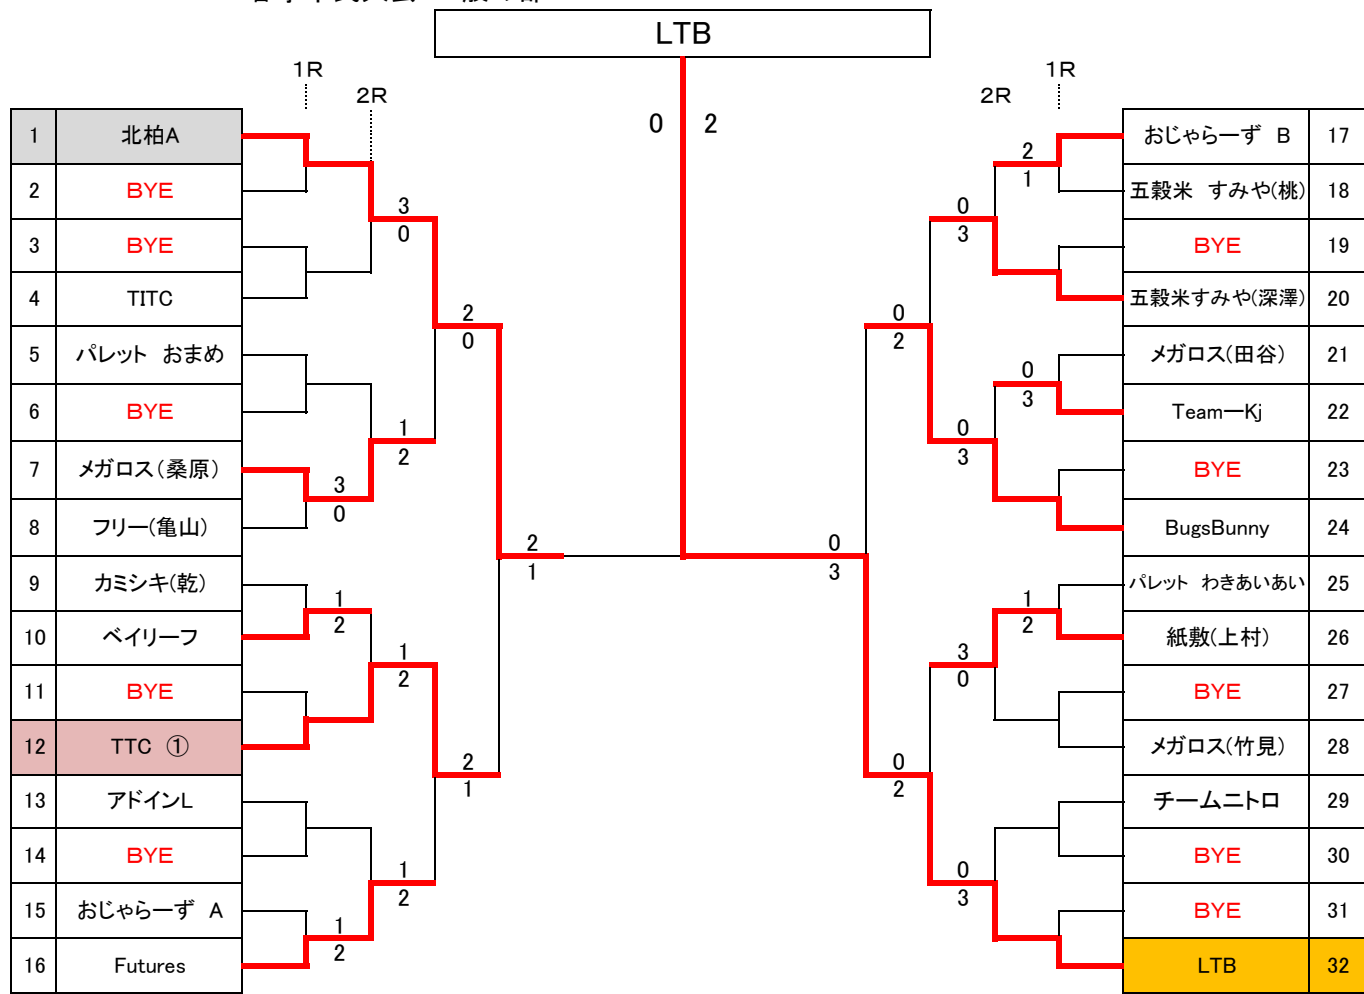 LTB
1R
2R
0 2
1R
2R
1 北柏A
2 BYE
3 BYE
4 TITC
5 パレット おまめ
6 BYE
7 メガロス(桑原)
8 フリー(亀山)
9 カミシキ(乾)
10 ベイリーフ
11 BYE
12 TTC ①
13 アドインL
14 BYE
15 おじゃらーず A
16 Futures
3
0
1
2
3
0
1
2
1
2
1
2
1
2
2
0
2
1
2
1
0
3
0
2
0
2
0
3
0
3
3
0
0
3
2
1
0
3
1
2
おじゃらーず B 17
五穀米 すみや(桃) 18
BYE 19
五穀米すみや(深澤) 20
メガロス(田谷) 21
Team一Kj 22
BYE 23
BugsBunny 24
パレット わきあいあい 25
紙敷(上村) 26
BYE 27
メガロス(竹見) 28
チームニトロ 29
BYE 30
BYE 31
LTB 32